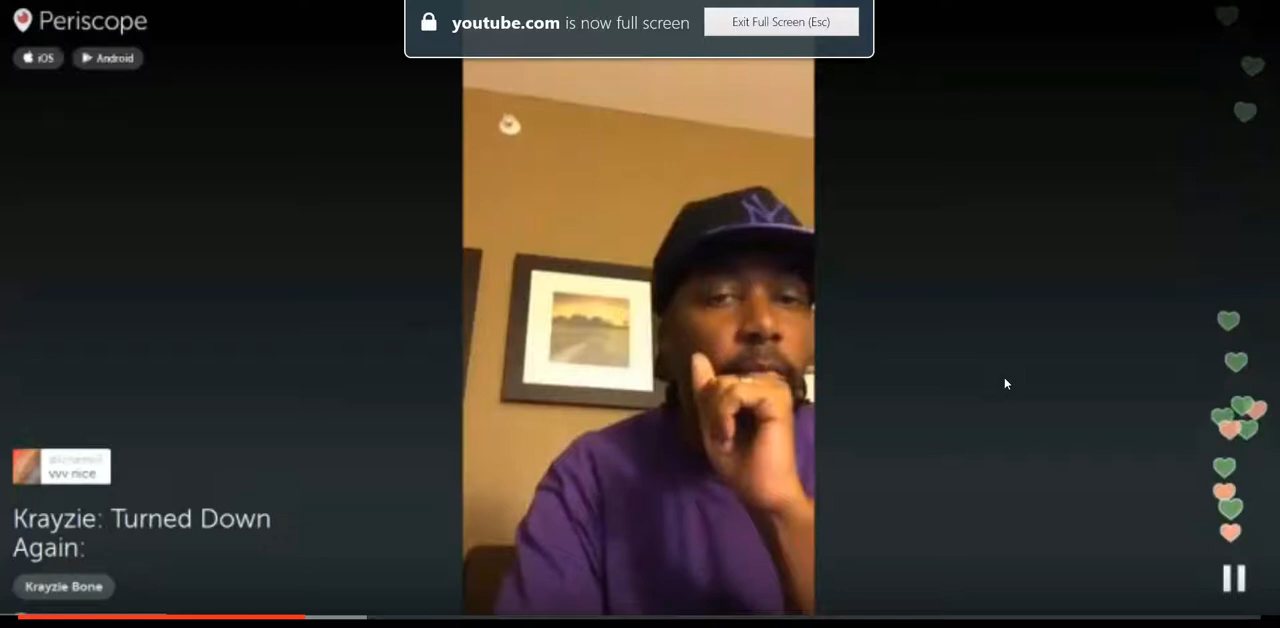 Periscope
iOS
Android
youtube.com is now full screen
Exit Full Screen (Esc)
NY
vvv nice
Krayzie: Turned Down
Again:
Krayzie Bone